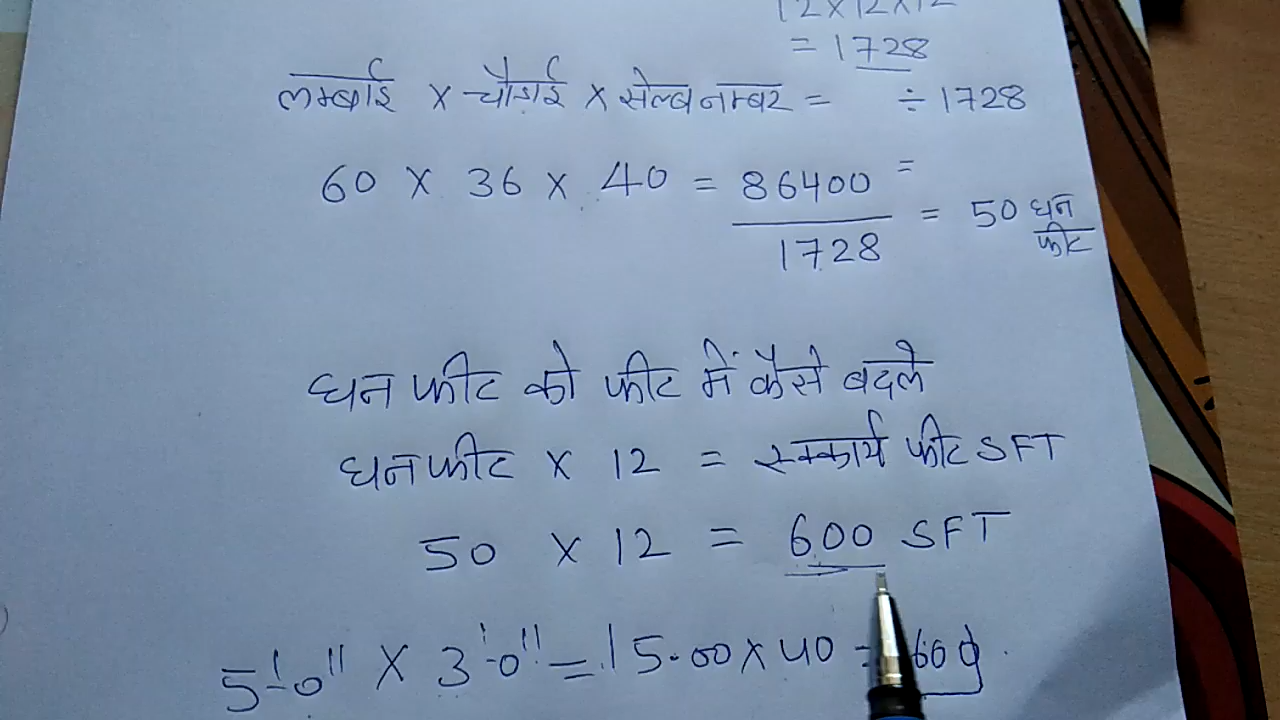 12X12X12
= 1728
लम्बाई X चौड़ाई X सेल्ब नम्बर = ÷ 1728
60 X 36 X 40 = 86400 =
1728
= 50 घन
फीट
घन फीट को फीट में कैसे बदले
घन फीट X 12 = स्क्वायर फीट SFT
50 X 12 = 600 SFT
5'-0" X 3'-0" = 15.00 X 40 = 600